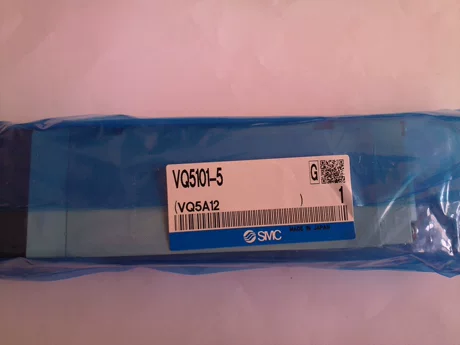 VQ5101-5
G
(VQ5A12 )
1
SMC
MADE IN JAPAN